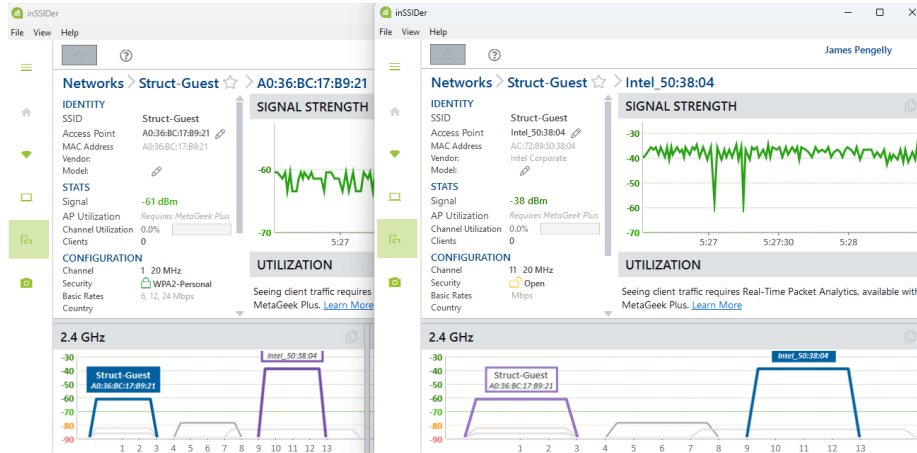 inSSIDer
File View Help
Networks > Struct-Guest > A0:36:BC:17:B9:21
IDENTITY
SSID Struct-Guest
Access Point A0:36:BC:17:B9:21
MAC Address A0:36:BC:17:B9:21
Vendor:
Model:
STATS
Signal -61 dBm
AP Utilization Requires MetaGeek Plus
Channel Utilization 0.0%
Clients 0
CONFIGURATION
Channel 1 20 MHz
Security WPA2-Personal
Basic Rates 6, 12, 24 Mbps
Country
SIGNAL STRENGTH
-60
-70
5:27
UTILIZATION
Seeing client traffic requires
MetaGeek Plus. Learn More
2.4 GHz
-30
-40
-50
-60
-70
-80
-90
Struct-Guest
A0:36:BC:17:B9:21
Intel_50:38:04
1 2 3 4 5 6 7 8 9 10 11 12 13
inSSIDer
File View Help
James Pengelly
Networks > Struct-Guest > Intel_50:38:04
IDENTITY
SSID Struct-Guest
Access Point Intel_50:38:04
MAC Address AC:72:89:50:38:04
Vendor: Intel Corporate
Model:
STATS
Signal -38 dBm
AP Utilization Requires MetaGeek Plus
Channel Utilization 0.0%
Clients 0
CONFIGURATION
Channel 11 20 MHz
Security Open
Basic Rates Mbps
Country
SIGNAL STRENGTH
-30
-40
-50
-60
-70
5:27 5:27:30 5:28
UTILIZATION
Seeing client traffic requires Real-Time Packet Analytics, available with
MetaGeek Plus. Learn More
2.4 GHz
-30
-40
-50
-60
-70
-80
-90
Struct-Guest
A0:36:BC:17:B9:21
Intel_50:38:04
1 2 3 4 5 6 7 8 9 10 11 12 13